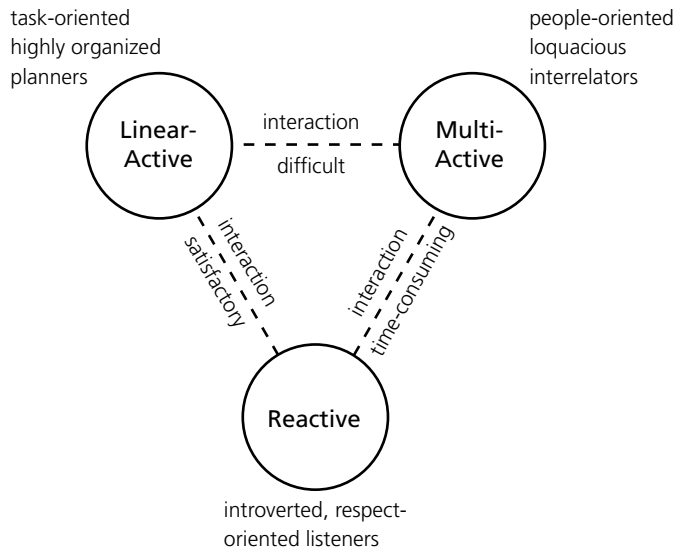 task-oriented
highly organized
planners
people-oriented
loquacious
interrelators
Linear-
Active
interaction
difficult
Multi-
Active
interaction
satisfactory
interaction
time-consuming
Reactive
introverted, respect-
oriented listeners